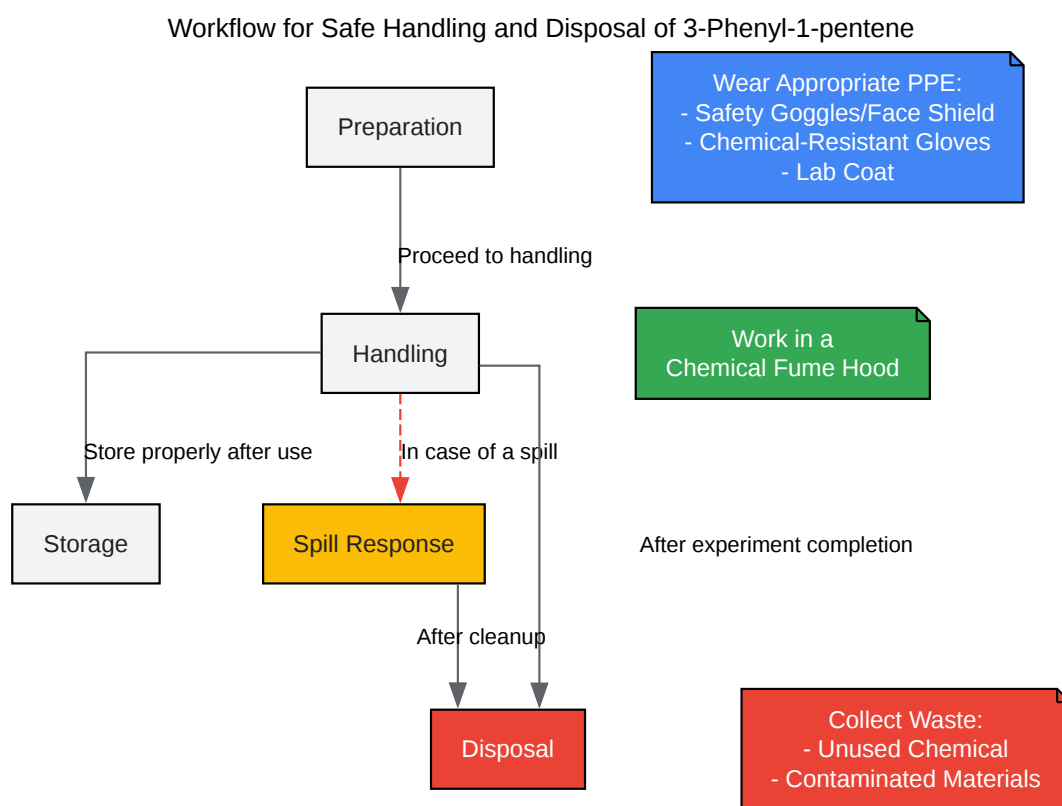 Workflow for Safe Handling and Disposal of 3-Phenyl-1-pentene
Wear Appropriate PPE:
- Safety Goggles/Face Shield
- Chemical-Resistant Gloves
- Lab Coat
Preparation
Proceed to handling
Handling
Work in a
Chemical Fume Hood
Store properly after use
In case of a spill
Storage
Spill Response
After experiment completion
After cleanup
Disposal
Collect Waste:
- Unused Chemical
- Contaminated Materials